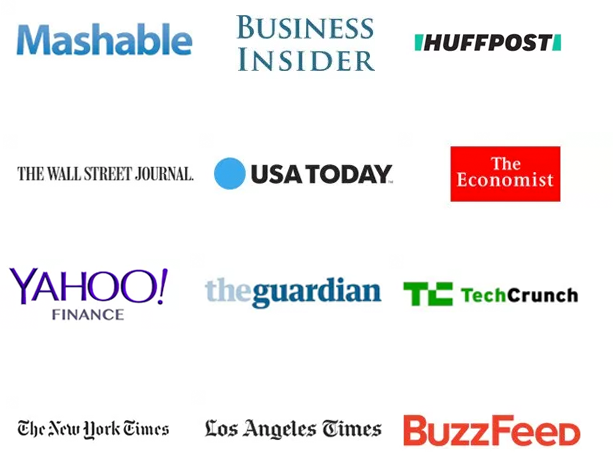 Mashable
BUSINESS
INSIDER
HUFFPOST
THE WALL STREET JOURNAL.
USA TODAY
The
Economist
YAHOO!
FINANCE
theguardian
TC TechCrunch
The New York Times
Los Angeles Times
BuzzFeed